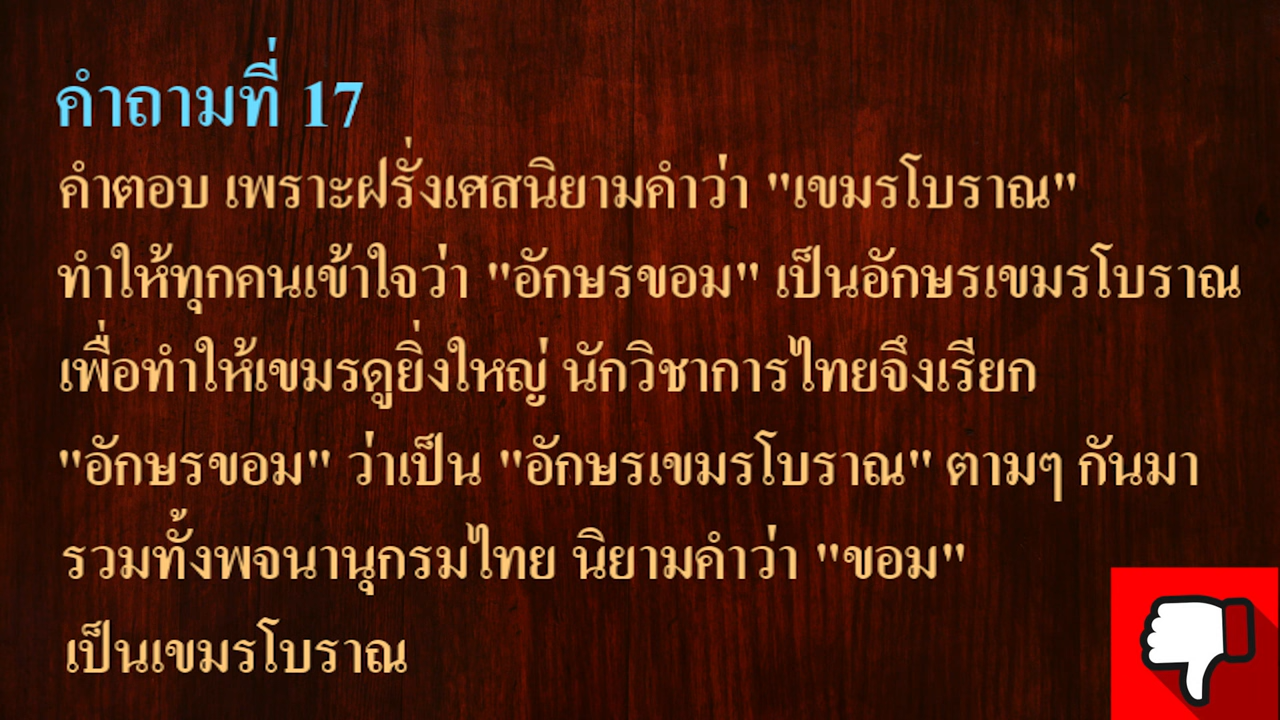 คำถามที่ 17
คำตอบ เพราะฝรั่งเศสนิยามคำว่า "เขมรโบราณ"
ทำให้ทุกคนเข้าใจว่า "อักษรขอม" เป็นอักษรเขมรโบราณ
เพื่อทำให้เขมรดูยิ่งใหญ่ นักวิชาการไทยจึงเรียก
"อักษรขอม" ว่าเป็น "อักษรเขมรโบราณ" ตามๆ กันมา
รวมทั้งพจนานุกรมไทย นิยามคำว่า "ขอม"
เป็นเขมรโบราณ